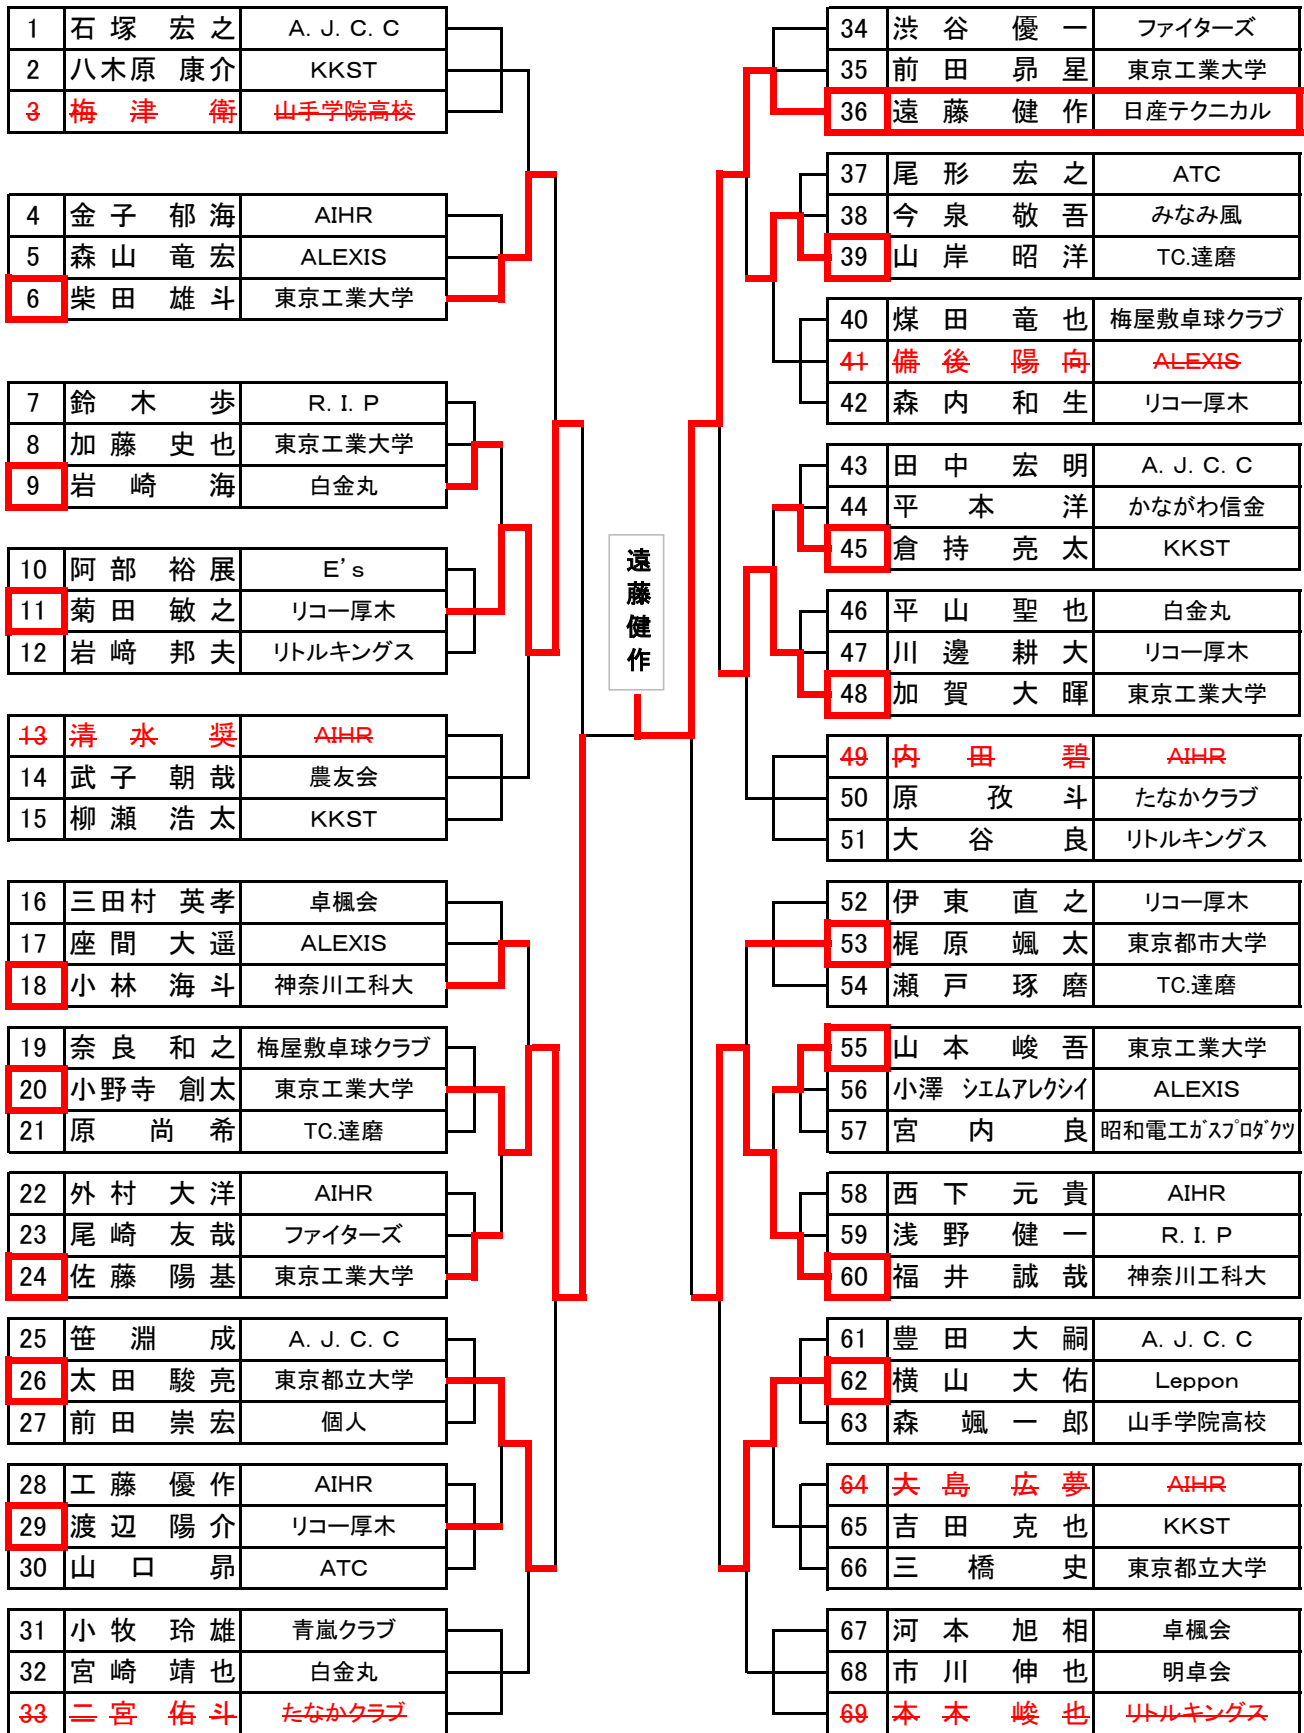 1 石塚 宏之 A. J. C. C
2 八木原 康介 KKST
3 梅津 衛 山手学院高校
4 金子 郁海 AIHR
5 森山 竜宏 ALEXIS
6 柴田 雄斗 東京工業大学
7 鈴木 歩 R. I. P
8 加藤 史也 東京工業大学
9 岩崎 海 白金丸
10 阿部 裕展 E's
11 菊田 敏之 リコー厚木
12 岩﨑 邦夫 リトルキングス
13 清水 奨 AIHR
14 武子 朝哉 農友会
15 柳瀬 浩太 KKST
16 三田村 英孝 卓楓会
17 座間 大遥 ALEXIS
18 小林 海斗 神奈川工科大
19 奈良 和之 梅屋敷卓球クラブ
20 小野寺 創太 東京工業大学
21 原 尚希 TC.達磨
22 外村 大洋 AIHR
23 尾崎 友哉 ファイターズ
24 佐藤 陽基 東京工業大学
25 笹淵 成 A. J. C. C
26 太田 駿亮 東京都立大学
27 前田 崇宏 個人
28 工藤 優作 AIHR
29 渡辺 陽介 リコー厚木
30 山口 昴 ATC
31 小牧 玲雄 青嵐クラブ
32 宮崎 靖也 白金丸
33 二宮 佑斗 たなかクラブ
遠藤健作
34 渋谷 優一 ファイターズ
35 前田 昴星 東京工業大学
36 遠藤 健作 日産テクニカル
37 尾形 宏之 ATC
38 今泉 敬吾 みなみ風
39 山岸 昭洋 TC.達磨
40 煤田 竜也 梅屋敷卓球クラブ
41 備後 陽向 ALEXIS
42 森内 和生 リコー厚木
43 田中 宏明 A. J. C. C
44 平本 洋 かながわ信金
45 倉持 亮太 KKST
46 平山 聖也 白金丸
47 川邊 耕大 リコー厚木
48 加賀 大暉 東京工業大学
49 内田 碧 AIHR
50 原 孜斗 たなかクラブ
51 大谷 良 リトルキングス
52 伊東 直之 リコー厚木
53 梶原 颯太 東京都市大学
54 瀬戸 琢磨 TC.達磨
55 山本 峻吾 東京工業大学
56 小澤 シエムアレクシイ ALEXIS
57 宮内 良 昭和電工ガスプロダクツ
58 西下 元貴 AIHR
59 浅野 健一 R. I. P
60 福井 誠哉 神奈川工科大
61 豊田 大嗣 A. J. C. C
62 横山 大佑 Leppon
63 森 颯一郎 山手学院高校
64 大島 広夢 AIHR
65 吉田 克也 KKST
66 三橋 史 東京都立大学
67 河本 旭相 卓楓会
68 市川 伸也 明卓会
69 本木 峻也 リトルキングス